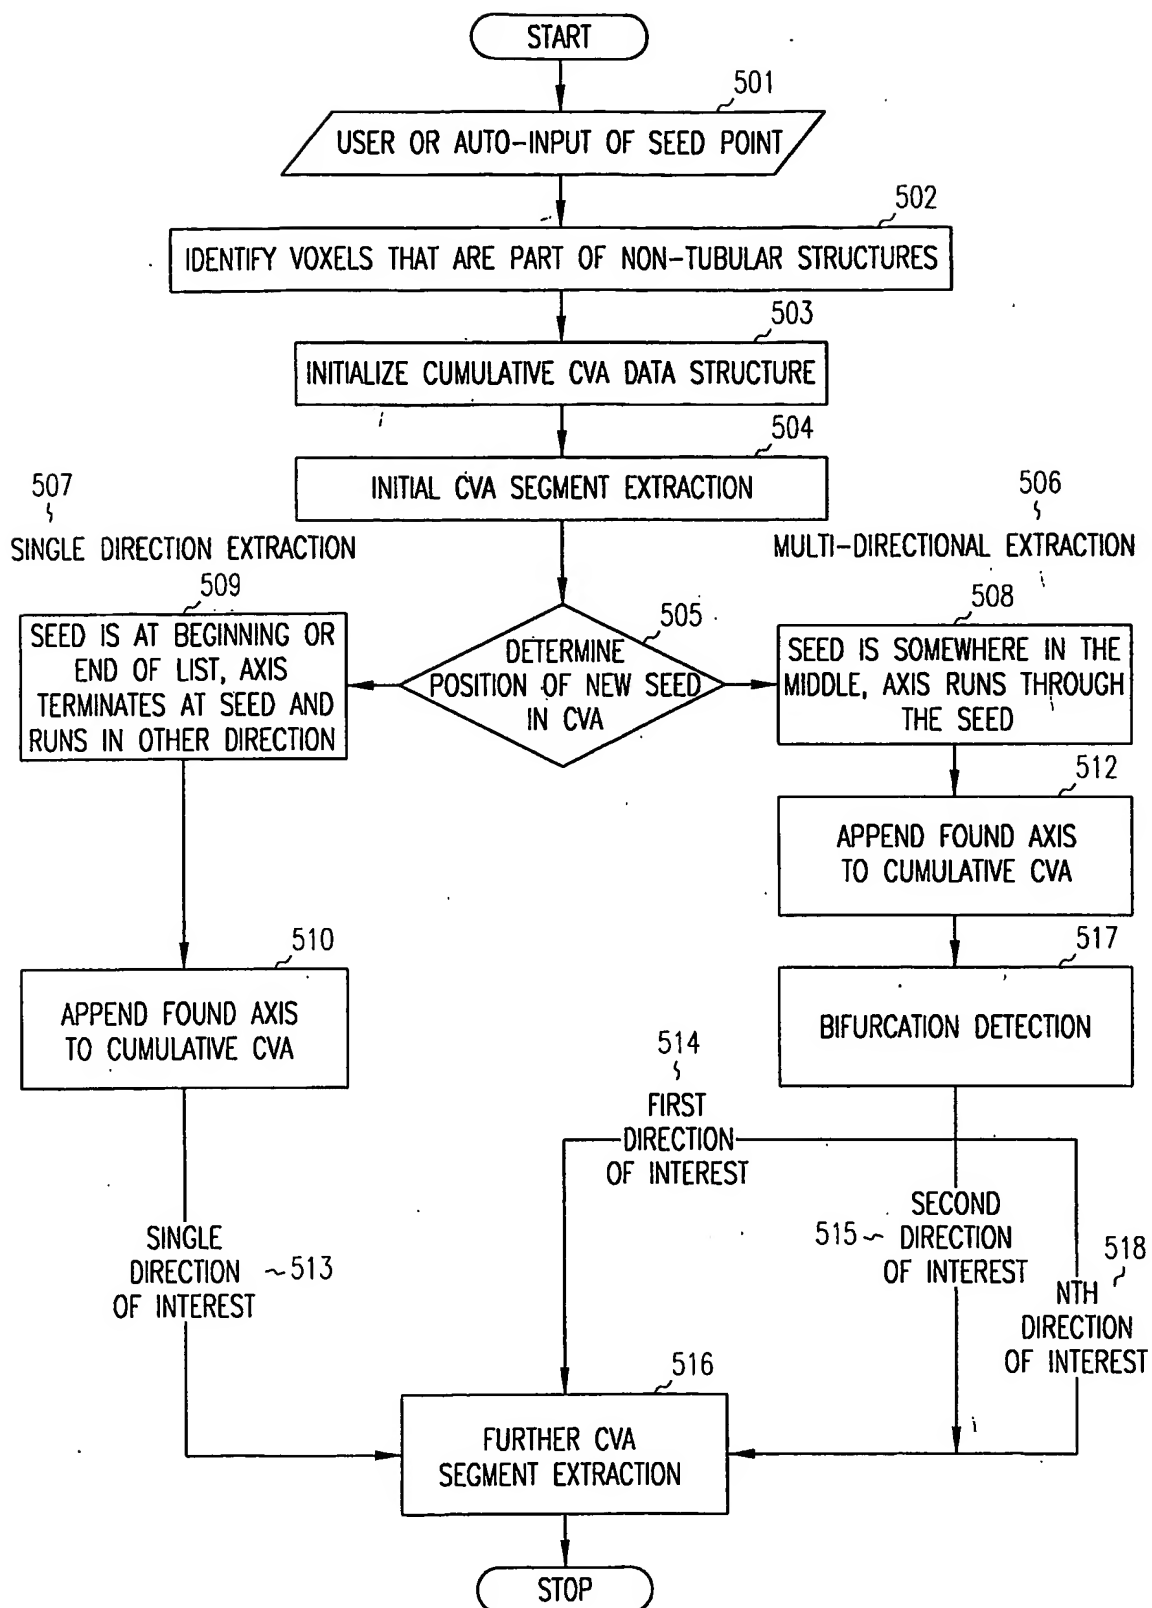 START
501
USER OR AUTO-INPUT OF SEED POINT
502
IDENTIFY VOXELS THAT ARE PART OF NON-TUBULAR STRUCTURES
503
INITIALIZE CUMULATIVE CVA DATA STRUCTURE
504
INITIAL CVA SEGMENT EXTRACTION
507
SINGLE DIRECTION EXTRACTION
506
MULTI-DIRECTIONAL EXTRACTION
509
SEED IS AT BEGINNING OR
END OF LIST, AXIS
TERMINATES AT SEED AND
RUNS IN OTHER DIRECTION
505
DETERMINE
POSITION OF NEW SEED
IN CVA
508
SEED IS SOMEWHERE IN THE
MIDDLE, AXIS RUNS THROUGH
THE SEED
512
APPEND FOUND AXIS
TO CUMULATIVE CVA
510
APPEND FOUND AXIS
TO CUMULATIVE CVA
517
BIFURCATION DETECTION
514
FIRST
DIRECTION
OF INTEREST
SINGLE
DIRECTION
OF INTEREST
513
SECOND
DIRECTION
OF INTEREST
515
518
NTH
DIRECTION
OF INTEREST
516
FURTHER CVA
SEGMENT EXTRACTION
STOP